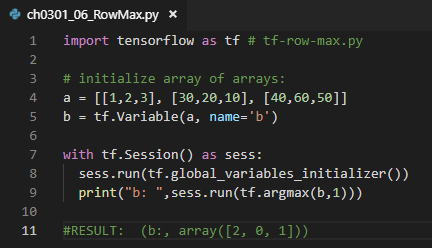 ch0301_06_RowMax.py ×
1 import tensorflow as tf # tf-row-max.py
2
3 # initialize array of arrays:
4 a = [[1,2,3], [30,20,10], [40,60,50]]
5 b = tf.Variable(a, name='b')
6
7 with tf.Session() as sess:
8   sess.run(tf.global_variables_initializer())
9   print("b: ",sess.run(tf.argmax(b,1)))
10
11 #RESULT:  (b:, array([2, 0, 1]))